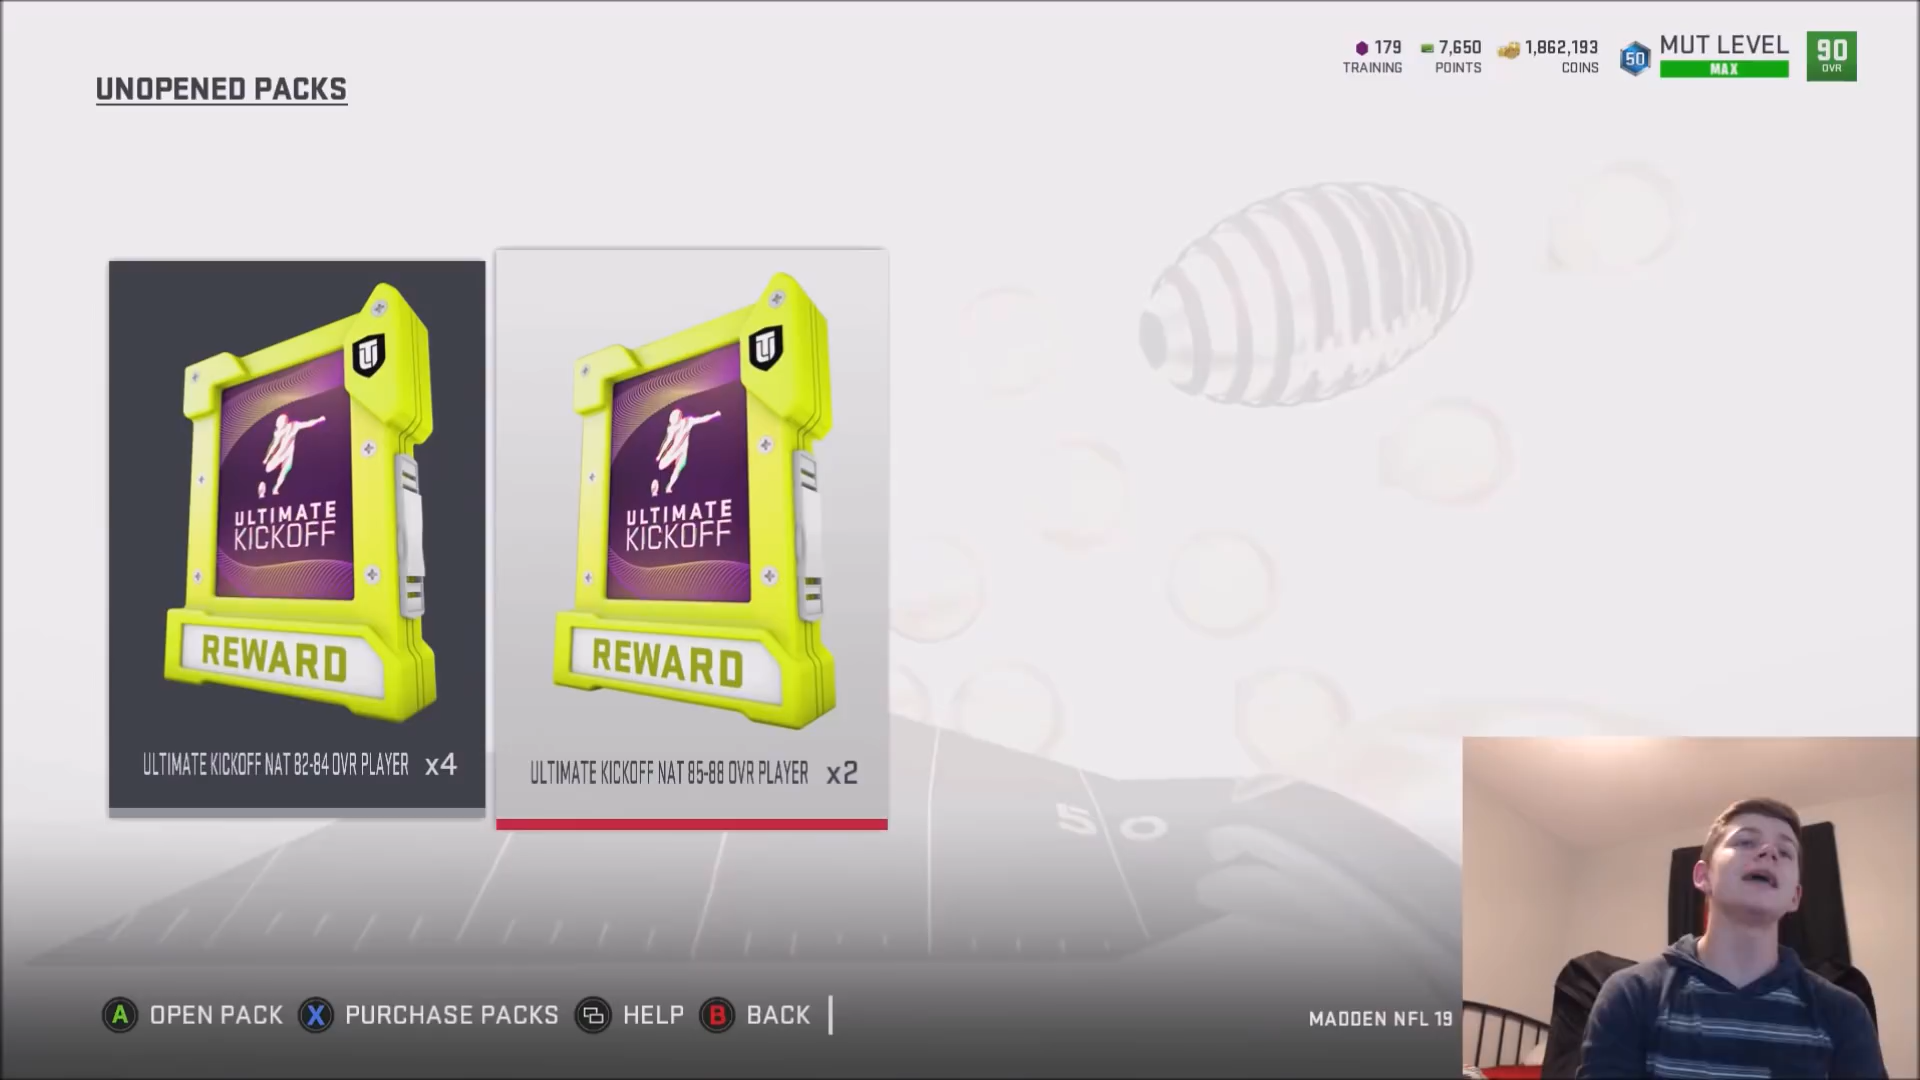 UNOPENED PACKS
179
TRAINING
7,650
POINTS
1,862,193
COINS
50
MUT LEVEL
MAX
90
OVR
ULTIMATE
KICKOFF
REWARD
ULTIMATE KICKOFF NAT 82-84 OVR PLAYER x4
ULTIMATE
KICKOFF
REWARD
ULTIMATE KICKOFF NAT 85-88 OVR PLAYER x2
5 0
A OPEN PACK X PURCHASE PACKS HELP B BACK
MADDEN NFL 19